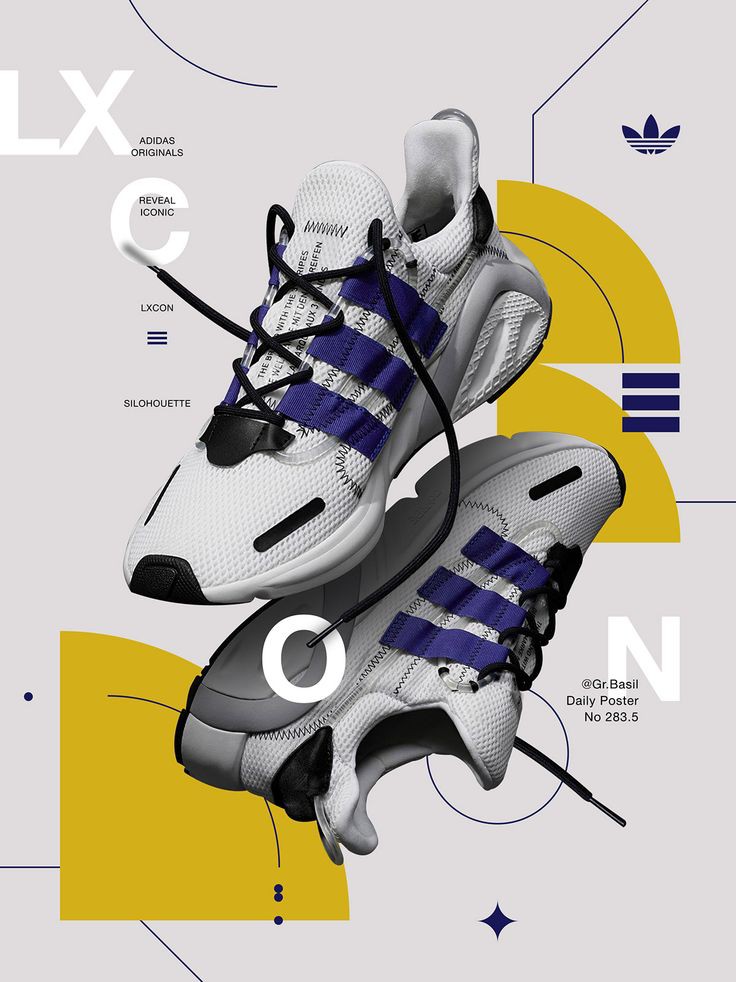 LX
ADIDAS
ORIGINALS
C
REVEAL
ICONIC
LXCON
SILOHOUETTE
O
N
@Gr.Basil
Daily Poster
No 283.5